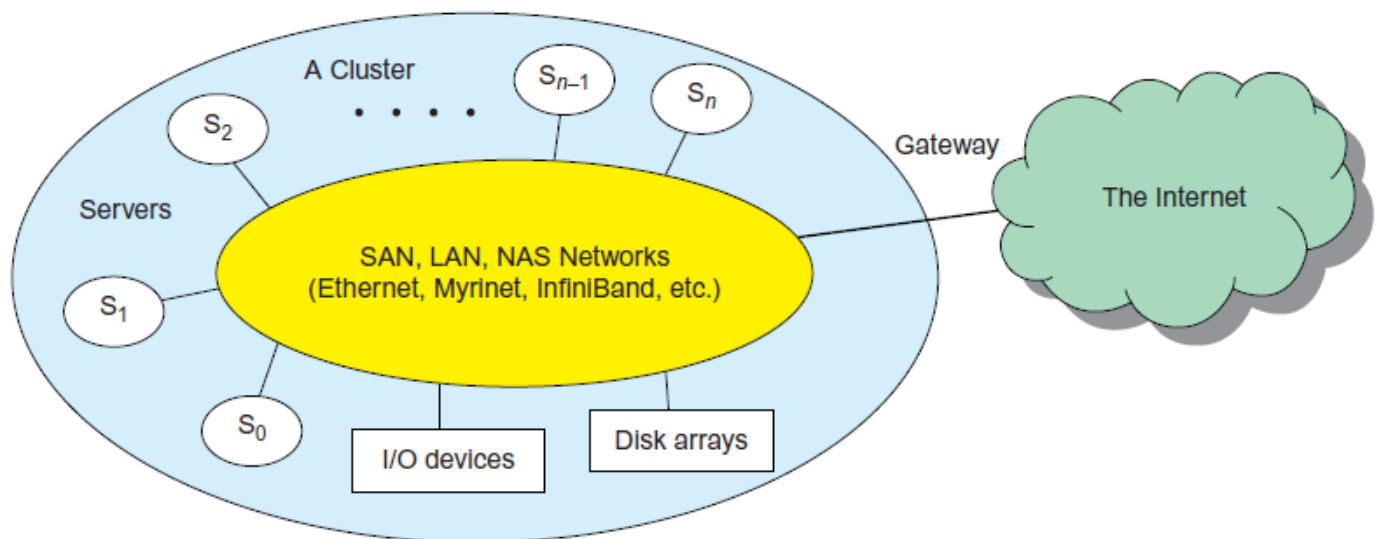 A Cluster
S₂
. . . .
Sₙ₋₁
Sₙ
Gateway
The Internet
Servers
SAN, LAN, NAS Networks
(Ethernet, Myrinet, InfiniBand, etc.)
S₁
S₀
I/O devices
Disk arrays